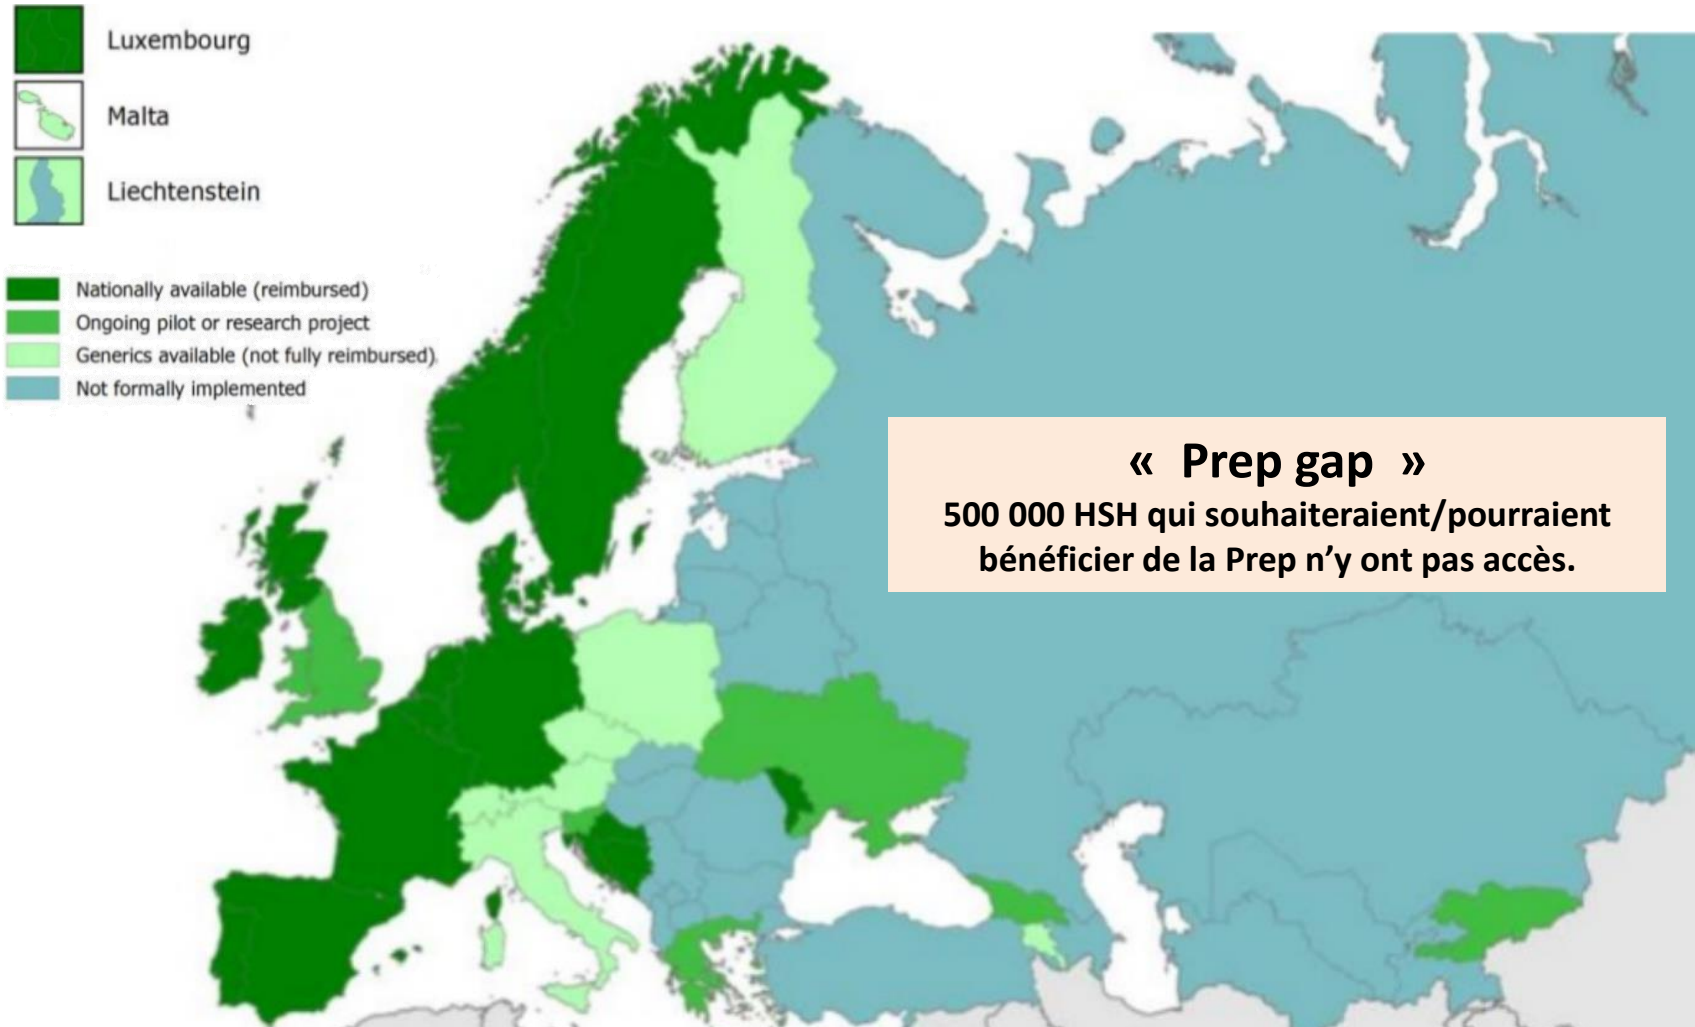 Luxembourg
Malta
Liechtenstein
Nationally available (reimbursed)
Ongoing pilot or research project
Generics available (not fully reimbursed)
Not formally implemented
« Prep gap »
500 000 HSH qui souhaiteraient/pourraient
bénéficier de la Prep n’y ont pas accès.